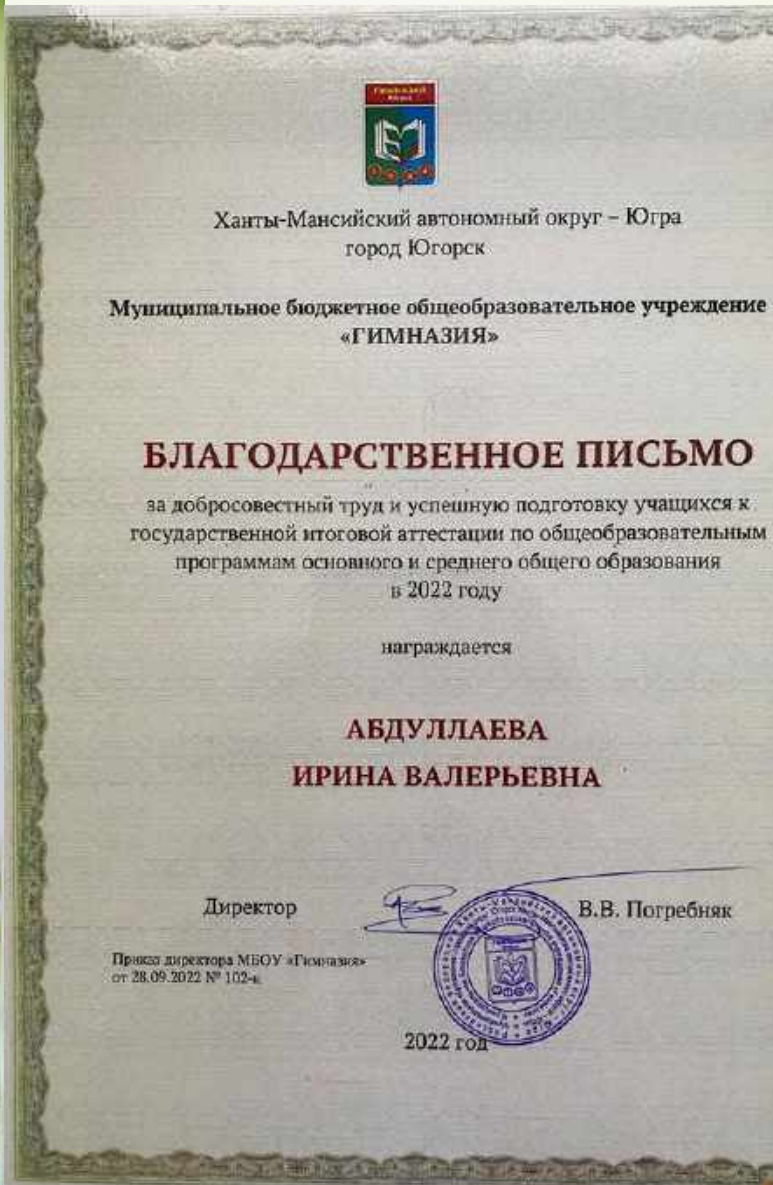 Ханты-Мансийский автономный округ – Югра
город Югорск
Муниципальное бюджетное общеобразовательное учреждение
«ГИМНАЗИЯ»
БЛАГОДАРСТВЕННОЕ ПИСЬМО
за добросовестный труд и успешную подготовку учащихся к
государственной итоговой аттестации по общеобразовательным
программам основного и среднего общего образования
в 2022 году
награждается
АБДУЛЛАЕВА
ИРИНА ВАЛЕРЬЕВНА
Директор
В.В. Погребняк
Приказ директора МБОУ «Гимназия»
от 28.09.2022 № 102-к
2022 год